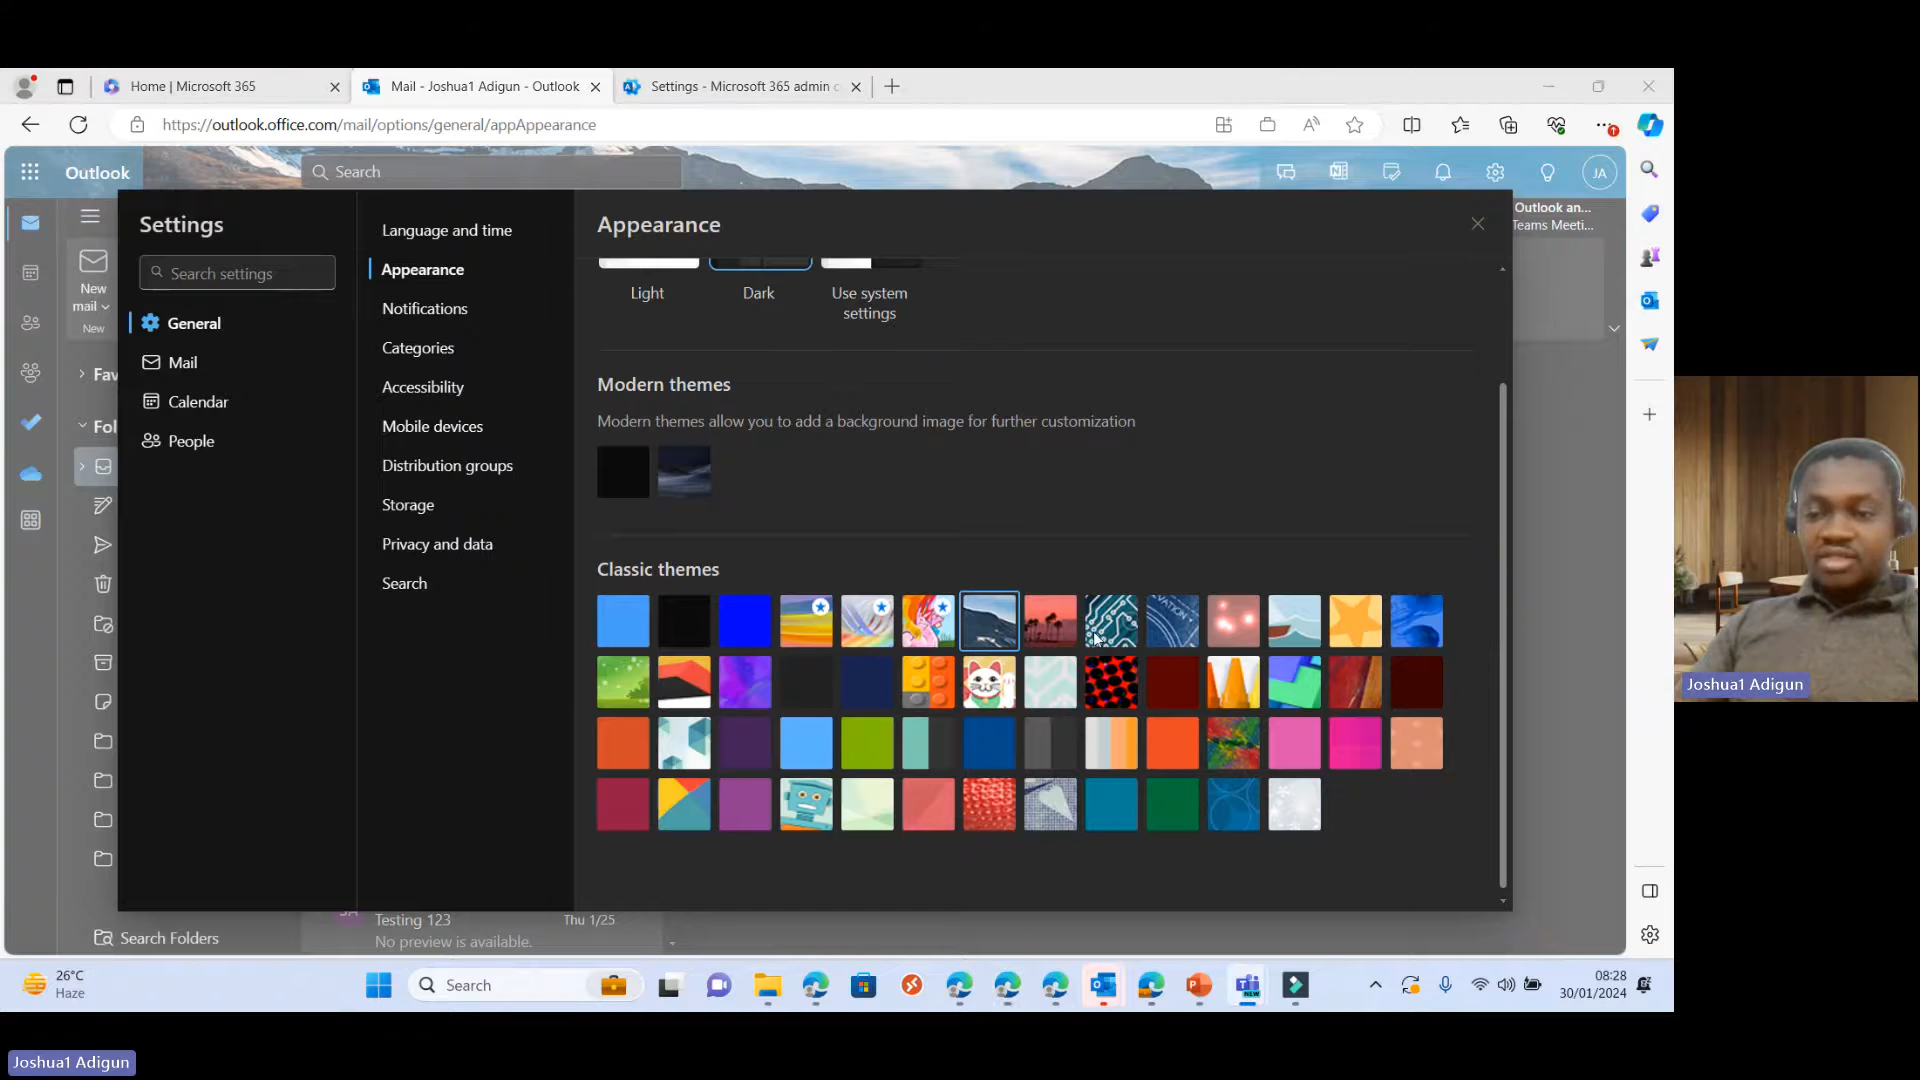 Home | Microsoft 365
Mail - Joshua1 Adigun - Outlook
Settings - Microsoft 365 admin c
https://outlook.office.com/mail/options/general/appAppearance
Outlook
Search
JA
Settings
Search settings
General
Mail
Calendar
People
Language and time
Appearance
Notifications
Categories
Accessibility
Mobile devices
Distribution groups
Storage
Privacy and data
Search
Appearance
Light
Dark
Use system
settings
Modern themes
Modern themes allow you to add a background image for further customization
Classic themes
Outlook an...
Teams Meeti...
New
mail
New
Fav
Fol
Search Folders
Testing 123
Thu 1/25
No preview is available.
26°C
Haze
Search
NEW
08:28
30/01/2024
Joshua1 Adigun
Joshua1 Adigun